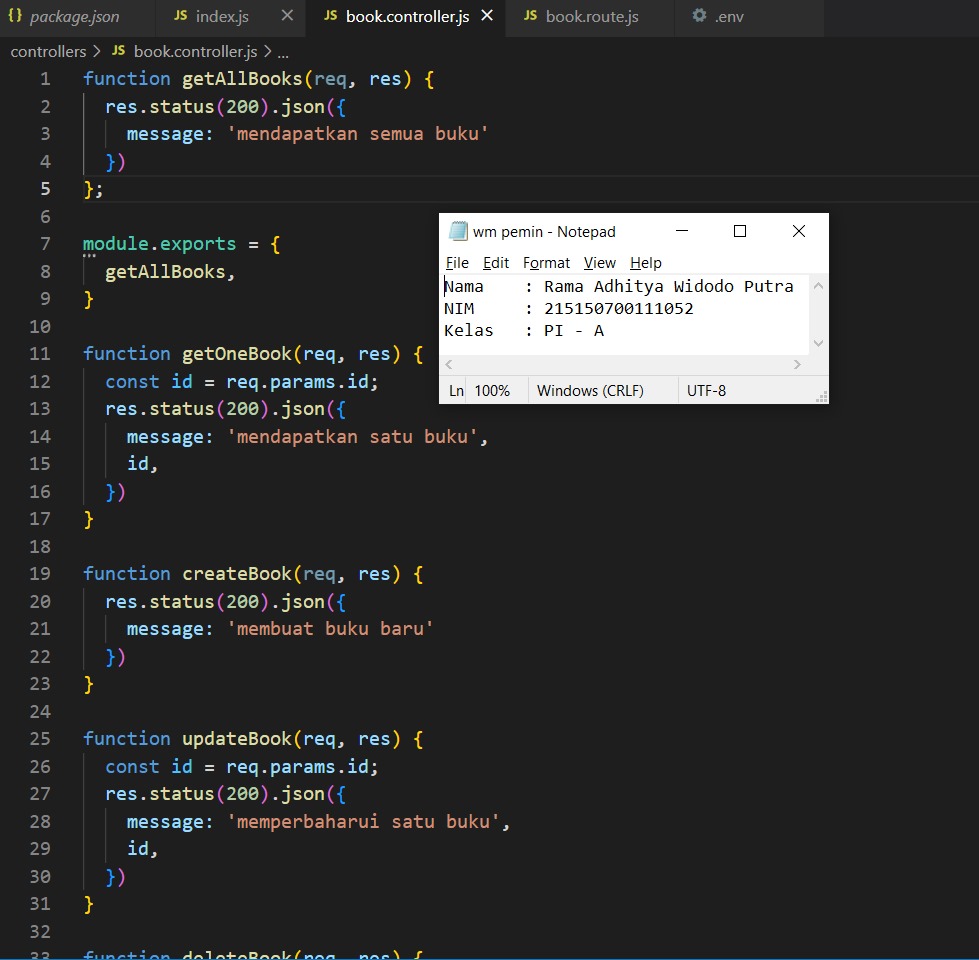 {} package.json JS index.js JS book.controller.js JS book.route.js .env
controllers > JS book.controller.js > ...
1 function getAllBooks(req, res) {
2 res.status(200).json({
3 message: 'mendapatkan semua buku'
4 })
5 };
6
7 module.exports = {
8 getAllBooks,
9 }
10
11 function getOneBook(req, res) {
12 const id = req.params.id;
13 res.status(200).json({
14 message: 'mendapatkan satu buku',
15 id,
16 })
17 }
18
19 function createBook(req, res) {
20 res.status(200).json({
21 message: 'membuat buku baru'
22 })
23 }
24
25 function updateBook(req, res) {
26 const id = req.params.id;
27 res.status(200).json({
28 message: 'memperbaharui satu buku',
29 id,
30 })
31 }
32
33 function deleteBook(req, res) {
wm pemin - Notepad
File Edit Format View Help
Nama : Rama Adhitya Widodo Putra
NIM : 215150700111052
Kelas : PI - A
Ln 100% Windows (CRLF) UTF-8